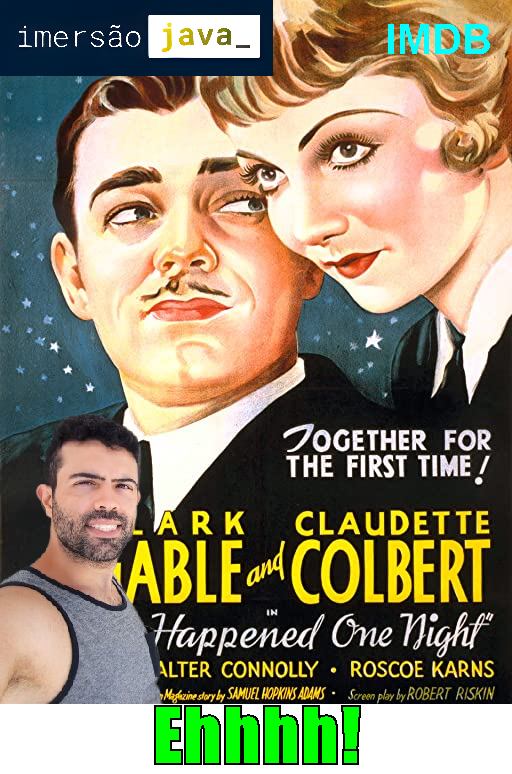 imersão java_
IMDB
TOGETHER FOR
THE FIRST TIME!
LARK CLAUDETTE
ABLE and COLBERT
IN
Happened One Night"
ALTER CONNOLLY • ROSCOE KARNS
Magazine story by SAMUEL HOPKINS ADAMS • Screen play by ROBERT RISKIN
Ehhhh!